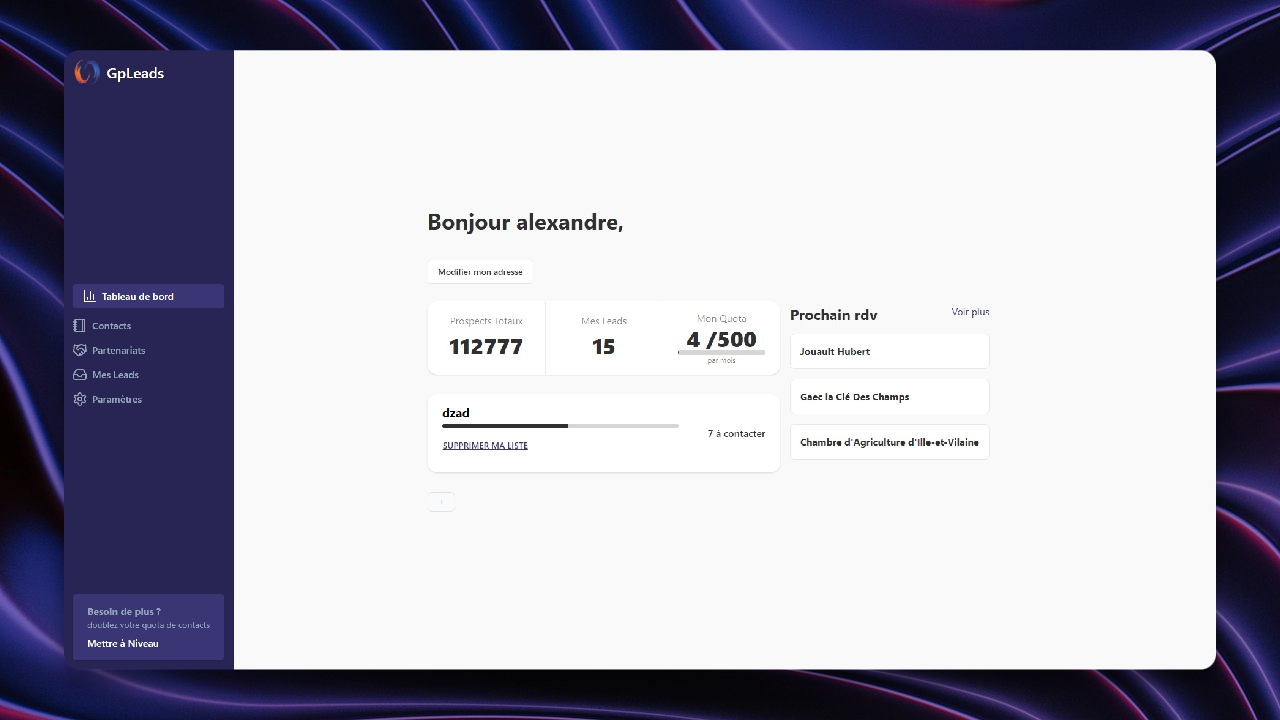 GpLeads
Tableau de bord
Contacts
Partenariats
Mes Leads
Paramètres
Besoin de plus ?
doublez votre quota de contacts
Mettre à Niveau
Bonjour alexandre,
Modifier mon adresse
Prospects Totaux
112777
Mes Leads
15
Mon Quota
4 /500
par mois
dzad
7 à contacter
SUPPRIMER MA LISTE
Prochain rdv
Voir plus
Jouault Hubert
Gaec la Clé Des Champs
Chambre d'Agriculture d'Ille-et-Vilaine